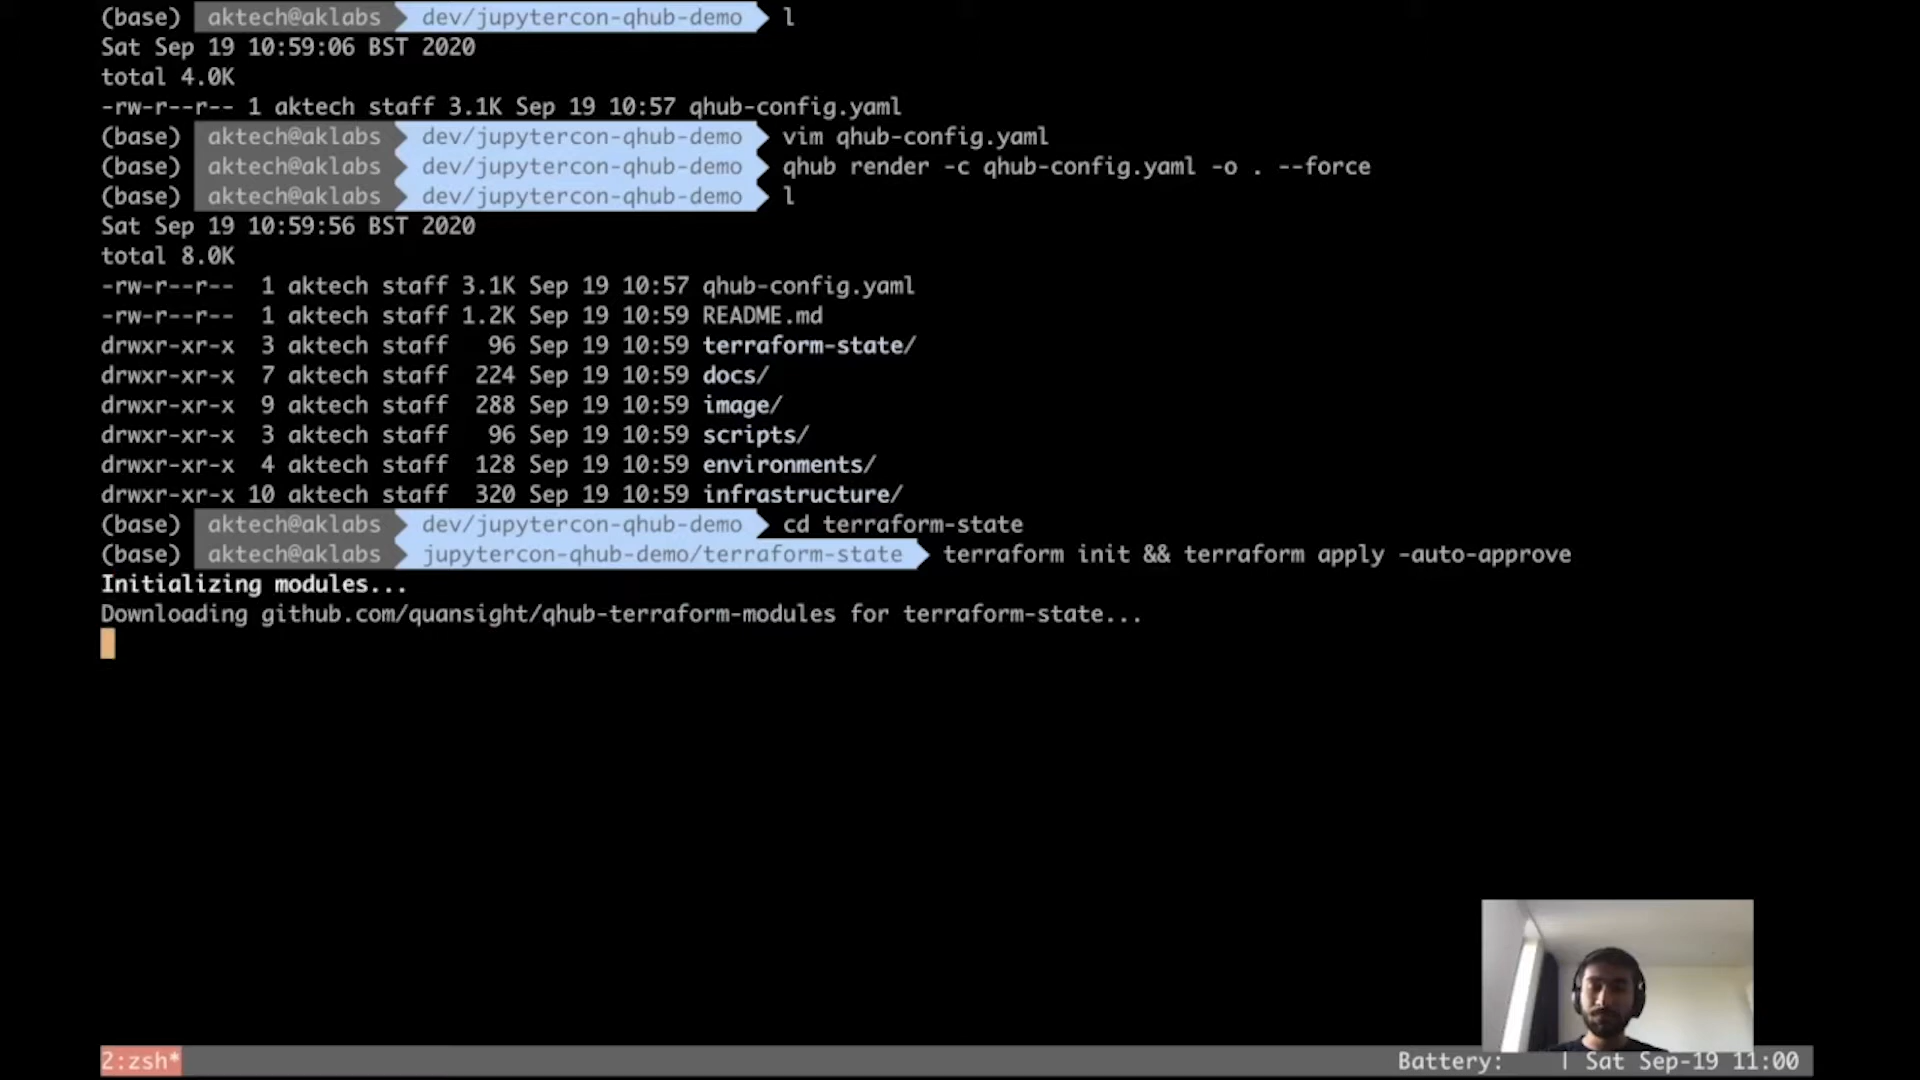 (base) aktech@aklabs dev/jupytercon-qhub-demo l
Sat Sep 19 10:59:06 BST 2020
total 4.0K
-rw-r--r-- 1 aktech staff 3.1K Sep 19 10:57 qhub-config.yaml
(base) aktech@aklabs dev/jupytercon-qhub-demo vim qhub-config.yaml
(base) aktech@aklabs dev/jupytercon-qhub-demo qhub render -c qhub-config.yaml -o . --force
(base) aktech@aklabs dev/jupytercon-qhub-demo l
Sat Sep 19 10:59:56 BST 2020
total 8.0K
-rw-r--r--  1 aktech staff 3.1K Sep 19 10:57 qhub-config.yaml
-rw-r--r--  1 aktech staff 1.2K Sep 19 10:59 README.md
drwxr-xr-x  3 aktech staff   96 Sep 19 10:59 terraform-state/
drwxr-xr-x  7 aktech staff  224 Sep 19 10:59 docs/
drwxr-xr-x  9 aktech staff  288 Sep 19 10:59 image/
drwxr-xr-x  3 aktech staff   96 Sep 19 10:59 scripts/
drwxr-xr-x  4 aktech staff  128 Sep 19 10:59 environments/
drwxr-xr-x 10 aktech staff  320 Sep 19 10:59 infrastructure/
(base) aktech@aklabs dev/jupytercon-qhub-demo cd terraform-state
(base) aktech@aklabs jupytercon-qhub-demo/terraform-state terraform init && terraform apply -auto-approve
Initializing modules...
Downloading github.com/quansight/qhub-terraform-modules for terraform-state...
2:zsh* Battery: | Sat Sep-19 11:00